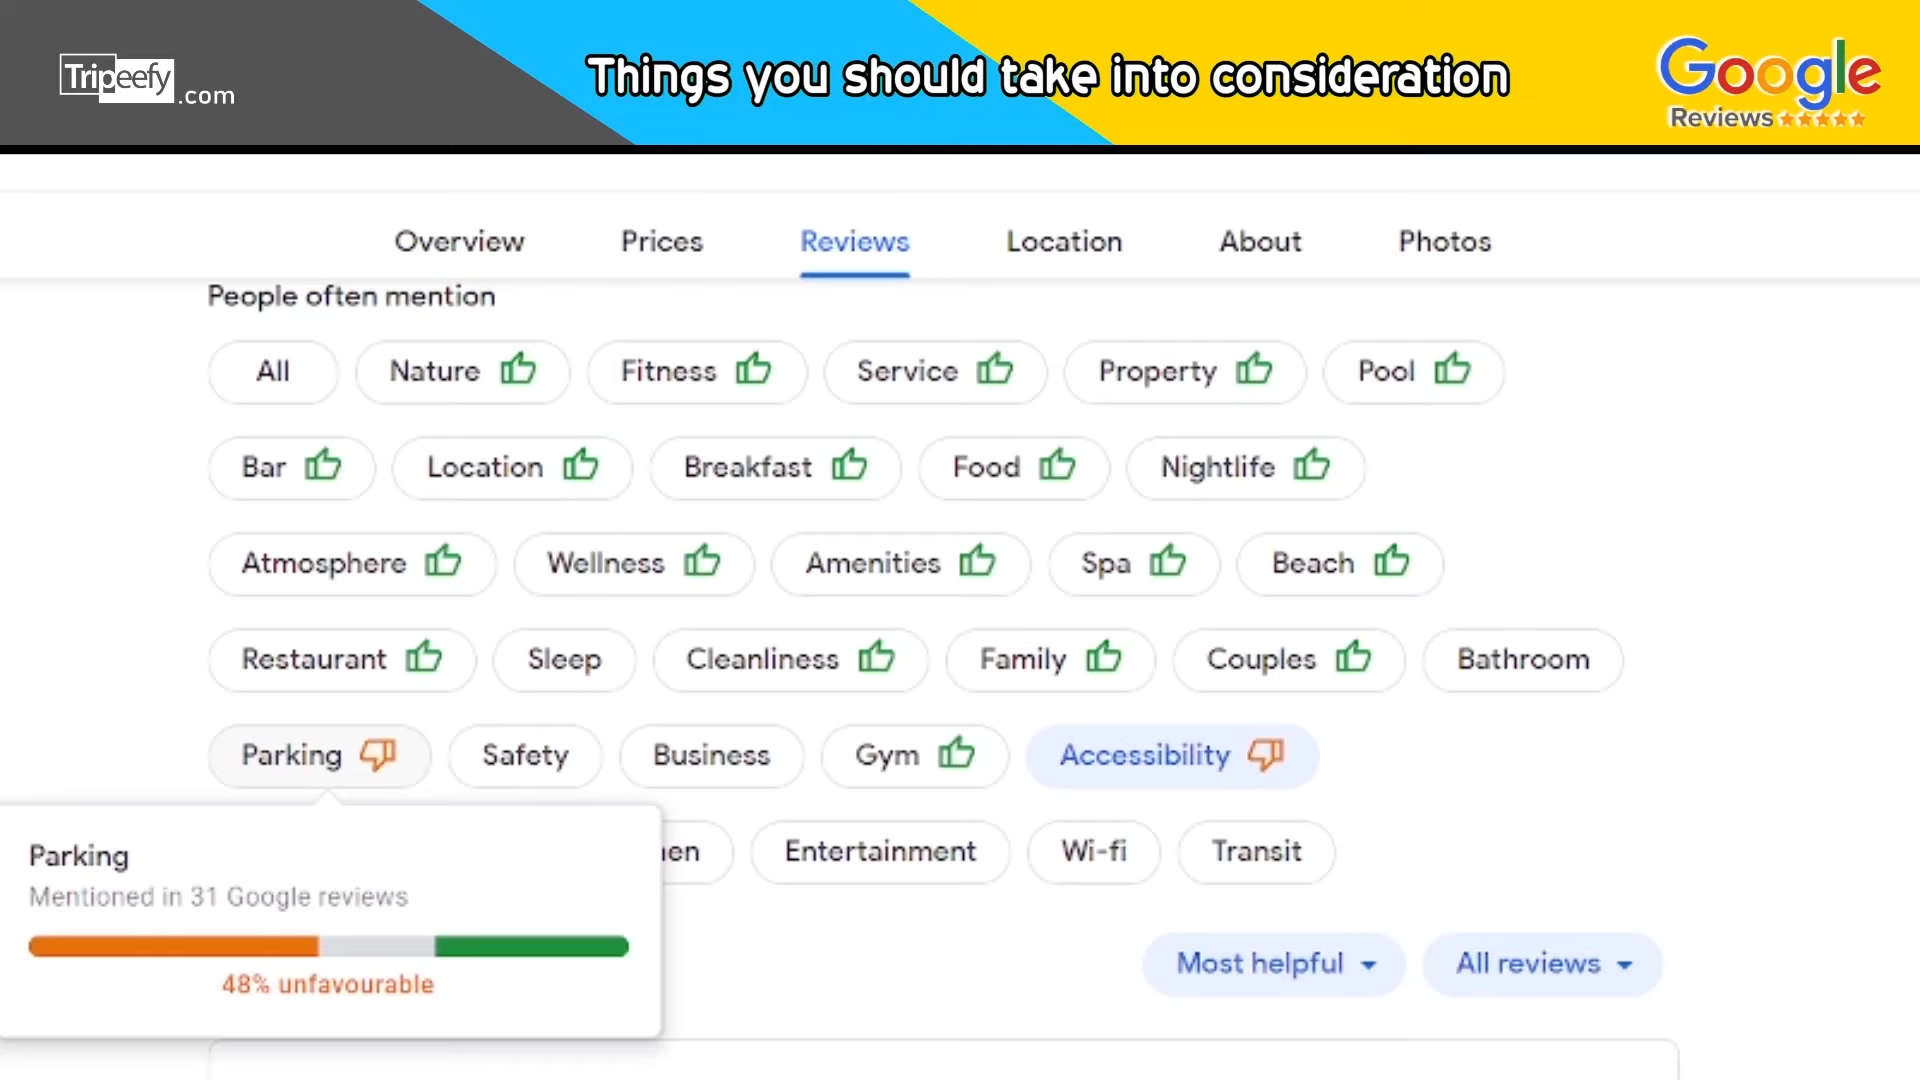 Tripeefy.com
Things you should take into consideration
Google
Reviews
Overview Prices Reviews Location About Photos
People often mention
All Nature Fitness Service Property Pool
Bar Location Breakfast Food Nightlife
Atmosphere Wellness Amenities Spa Beach
Restaurant Sleep Cleanliness Family Couples Bathroom
Parking Safety Business Gym Accessibility
Entertainment Wi-fi Transit
Parking
Mentioned in 31 Google reviews
48% unfavourable
Most helpful All reviews